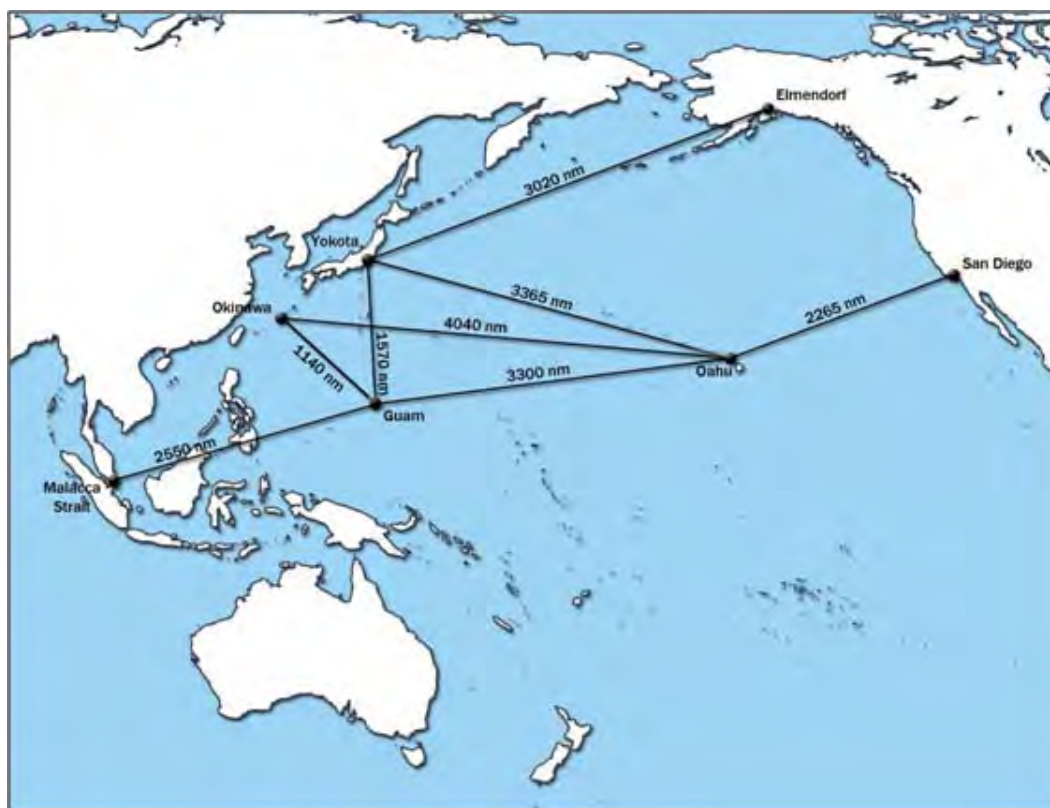 Elmendorf
3020 nm
Yokota
San Diego
3365 nm
2265 nm
Okinawa
4040 nm
1570 nm
1140 nm
3300 nm
Oahu
Guam
2550 nm
Malacca
Strait